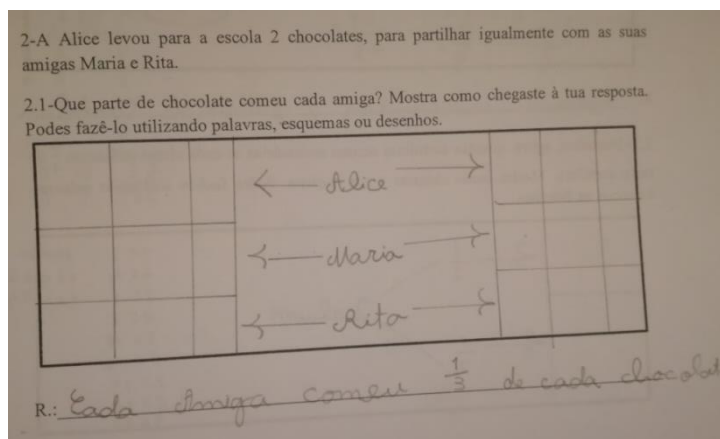 2-A Alice levou para a escola 2 chocolates, para partilhar igualmente com as suas
amigas Maria e Rita.
2.1-Que parte de chocolate comeu cada amiga? Mostra como chegaste à tua resposta.
Podes fazê-lo utilizando palavras, esquemas ou desenhos.
Alice
Maria
Rita
R.: Cada Amiga comeu 1/3 de cada chocolat